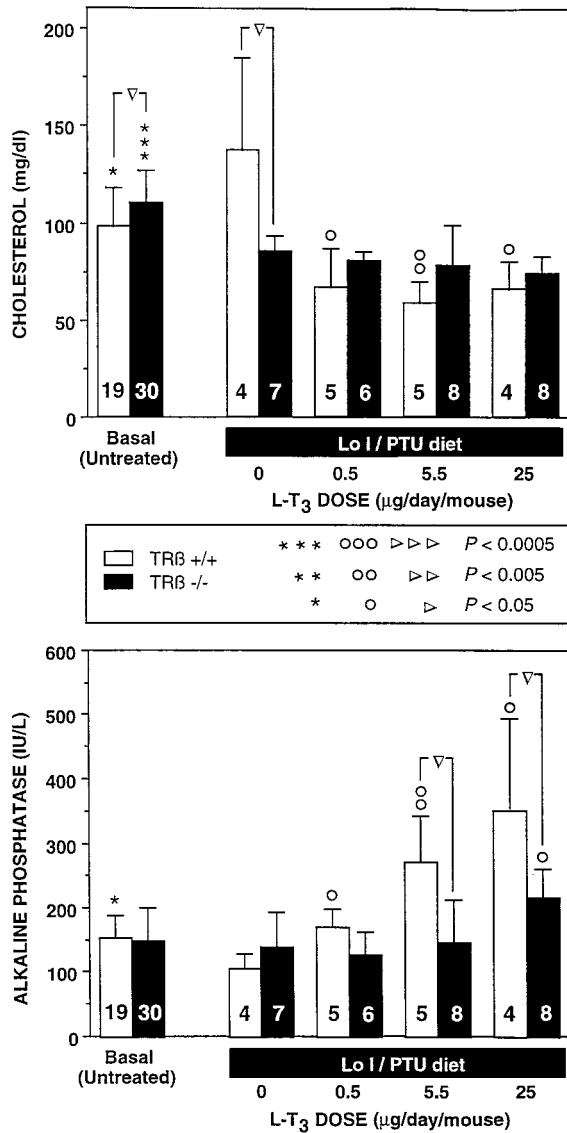 200
150
100
50
0
CHOLESTEROL (mg/dl)
▽ ▽
* ***
○ ○○ ○
19 30 4 7 5 6 5 8 4 8
Basal
(Untreated)
Lo I / PTU diet
0 0.5 5.5 25
L-T3 DOSE (µg/day/mouse)
TRß +/+ *** ○○○ ▷▷▷ P < 0.0005
TRß -/- ** ○○ ▷▷ P < 0.005
* ○ ▷ P < 0.05
600
500
400
300
200
100
0
ALKALINE PHOSPHATASE (IU/L)
▽ ▽
* ○ ○○ ○ ○
19 30 4 7 5 6 5 8 4 8
Basal
(Untreated)
Lo I / PTU diet
0 0.5 5.5 25
L-T3 DOSE (µg/day/mouse)